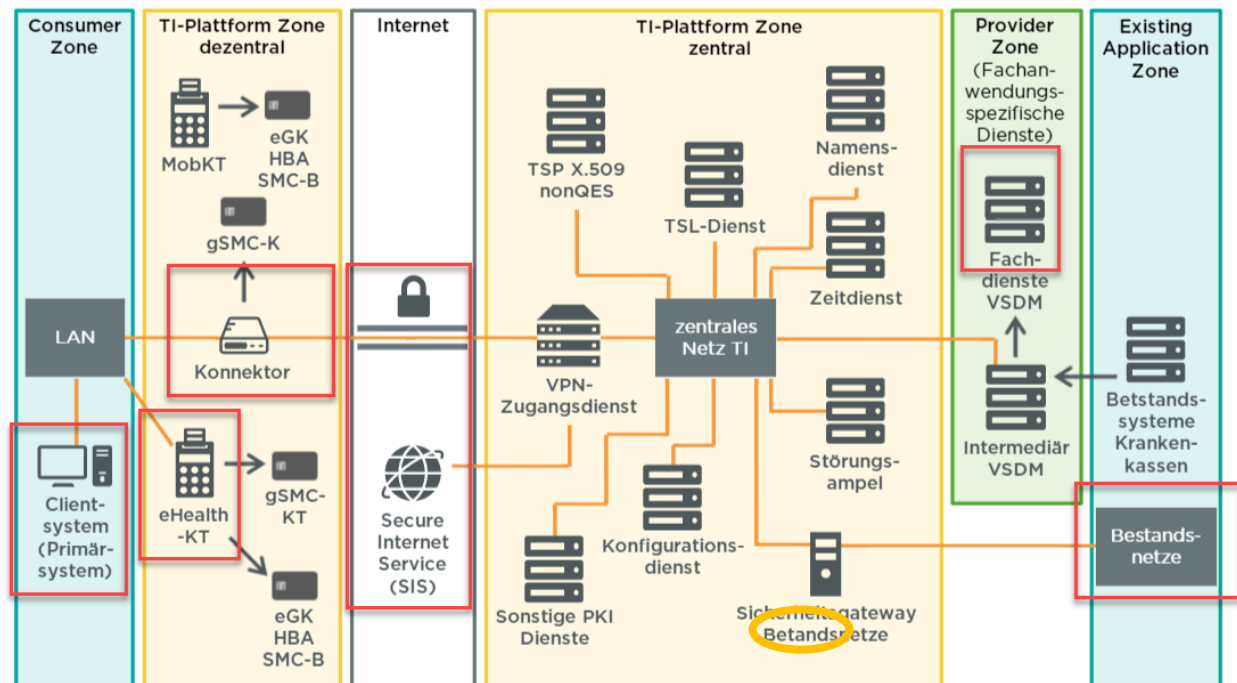 Consumer
Zone
LAN
Client-
system
(Primär-
system)
TI-Plattform Zone
dezentral
MobKT
eGK
HBA
SMC-B
gSMC-K
Konnektor
eHealth
-KT
gSMC-
KT
eGK
HBA
SMC-B
Internet
Secure
Internet
Service
(SIS)
TI-Plattform Zone
zentral
TSP X.509
nonQES
TSL-Dienst
Namens-
dienst
Zeitdienst
zentrales
Netz TI
VPN-
Zugangsdienst
Störungs-
ampel
Konfigurations-
dienst
Sonstige PKI
Dienste
Sicherheitsgateway
Betandsnetze
Provider
Zone
(Fachan-
wendungs-
spezifische
Dienste)
Fach-
dienste
VSDM
Intermediär
VSDM
Existing
Application
Zone
Betstands-
systeme
Kranken-
kassen
Bestands-
netze